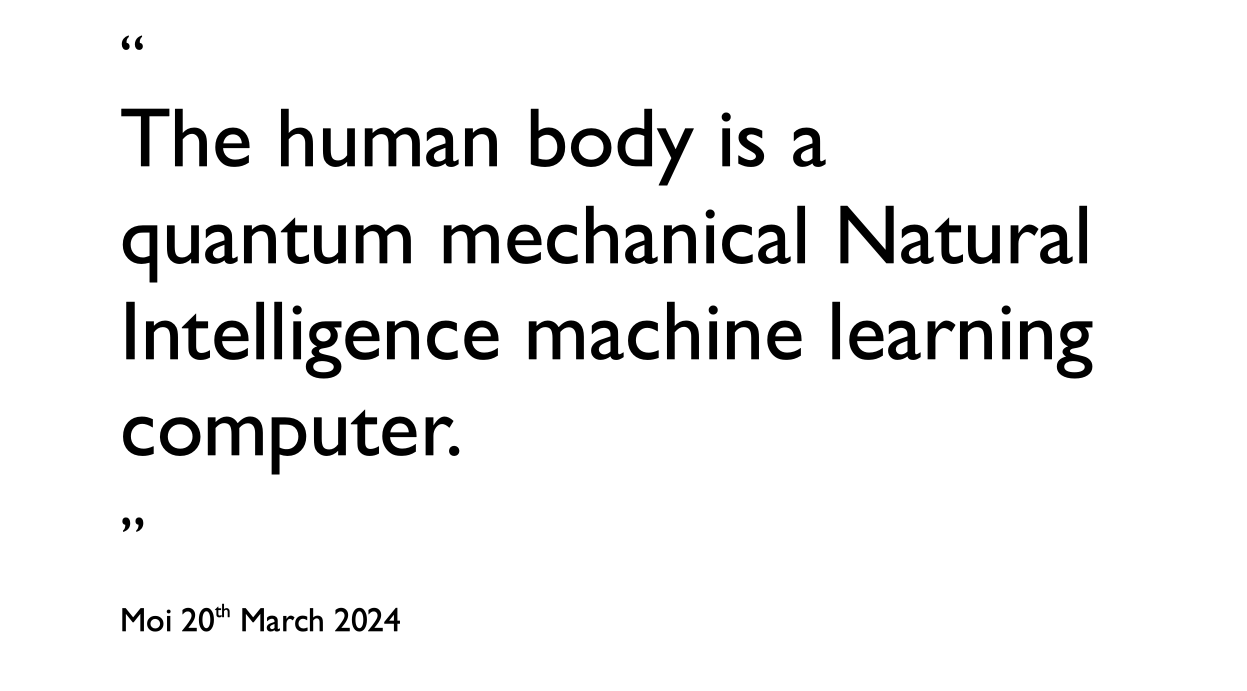 “
The human body is a
quantum mechanical Natural
Intelligence machine learning
computer.
”
Moi 20th March 2024